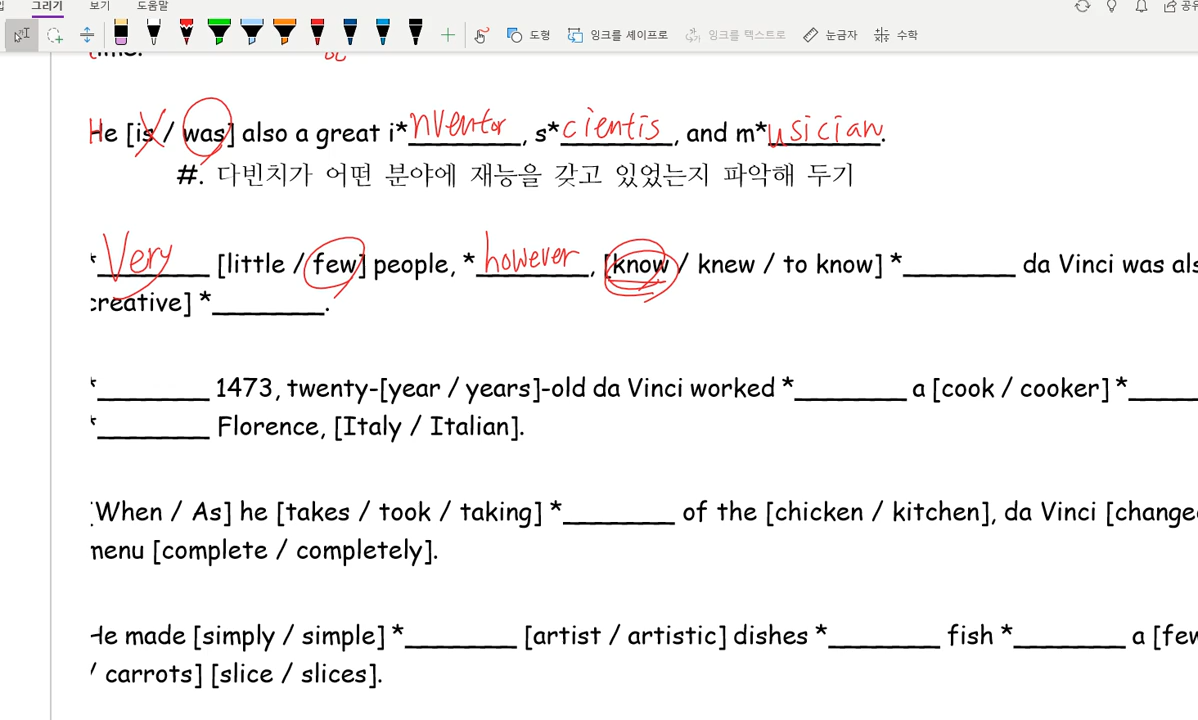 그리기 보기 도움말
도형 잉크를 셰이프로 잉크를 텍스트로 눈금자 수학 공유
time.
He [is / was] also a great i*nventor, s*cientis, and m*usician.
#. 다빈치가 어떤 분야에 재능을 갖고 있었는지 파악해 두기
*Very [little / few] people, *however, [know / knew / to know] *________ da Vinci was als
creative] *________.
*________ 1473, twenty-[year / years]-old da Vinci worked *________ a [cook / cooker] *_____
*________ Florence, [Italy / Italian].
[When / As] he [takes / took / taking] *________ of the [chicken / kitchen], da Vinci [change
menu [complete / completely].
He made [simply / simple] *________ [artist / artistic] dishes *________ fish *________ a [few
/ carrots] [slice / slices].